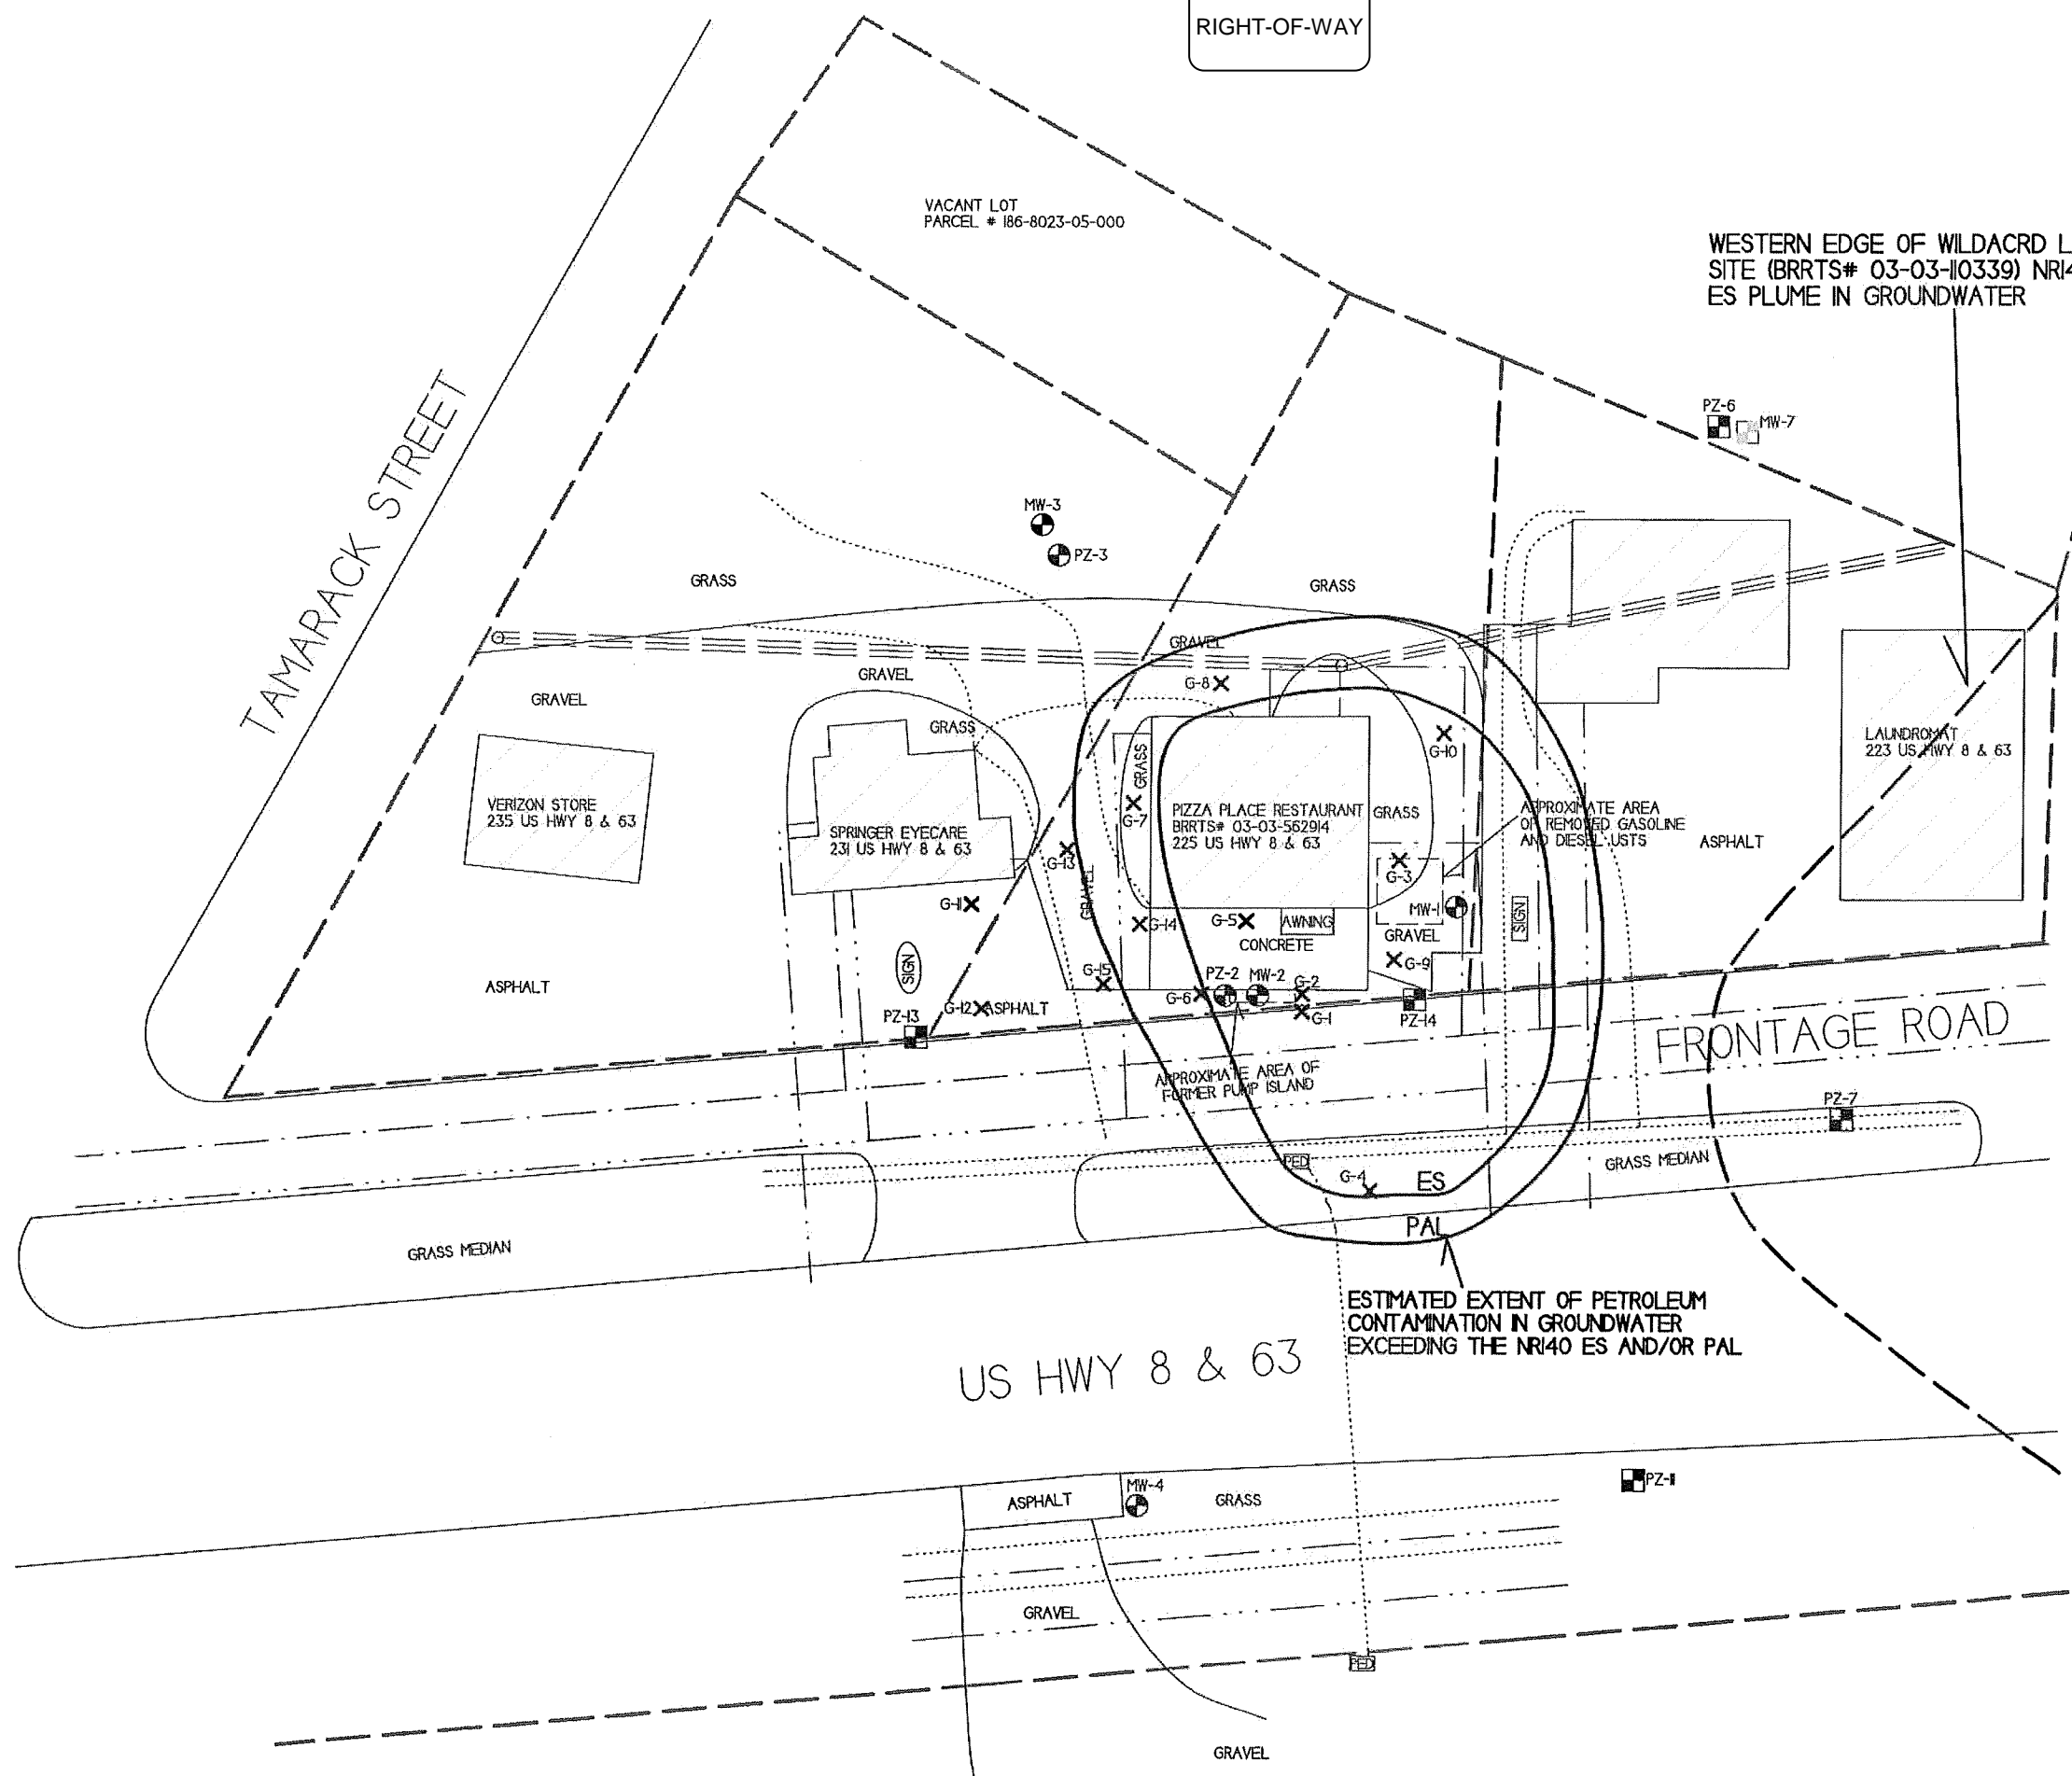 RIGHT-OF-WAY
VACANT LOT
PARCEL # 186-8023-05-000
WESTERN EDGE OF WILDACRD L
SITE (BRRTS# 03-03-110339) NR14
ES PLUME IN GROUNDWATER
PZ-6
MW-7
TAMARACK STREET
MW-3
PZ-3
GRASS
GRASS
GRAVEL
GRAVEL
GRAVEL
G-8
GRASS
GRASS
G-10
LAUNDROMAT
223 US HWY 8 & 63
VERIZON STORE
235 US HWY 8 & 63
SPRINGER EYECARE
231 US HWY 8 & 63
G-7
PIZZA PLACE RESTAURANT
BRRTS# 03-03-562914
225 US HWY 8 & 63
GRASS
APPROXIMATE AREA
OF REMOVED GASOLINE
AND DIESEL USTS
ASPHALT
G-13
G-3
GRAVEL
G-11
G-14
G-5
AWNING
MW-1
SIGN
CONCRETE
GRAVEL
SIGN
G-9
ASPHALT
G-15
PZ-2
MW-2
G-2
G-6
G-12
ASPHALT
G-1
PZ-14
PZ-13
FRONTAGE ROAD
APPROXIMATE AREA OF
FORMER PUMP ISLAND
PZ-7
PED
G-4
ES
GRASS MEDIAN
PAL
GRASS MEDIAN
ESTIMATED EXTENT OF PETROLEUM
CONTAMINATION IN GROUNDWATER
EXCEEDING THE NR140 ES AND/OR PAL
US HWY 8 & 63
MW-4
PZ-11
ASPHALT
GRASS
GRAVEL
PED
GRAVEL